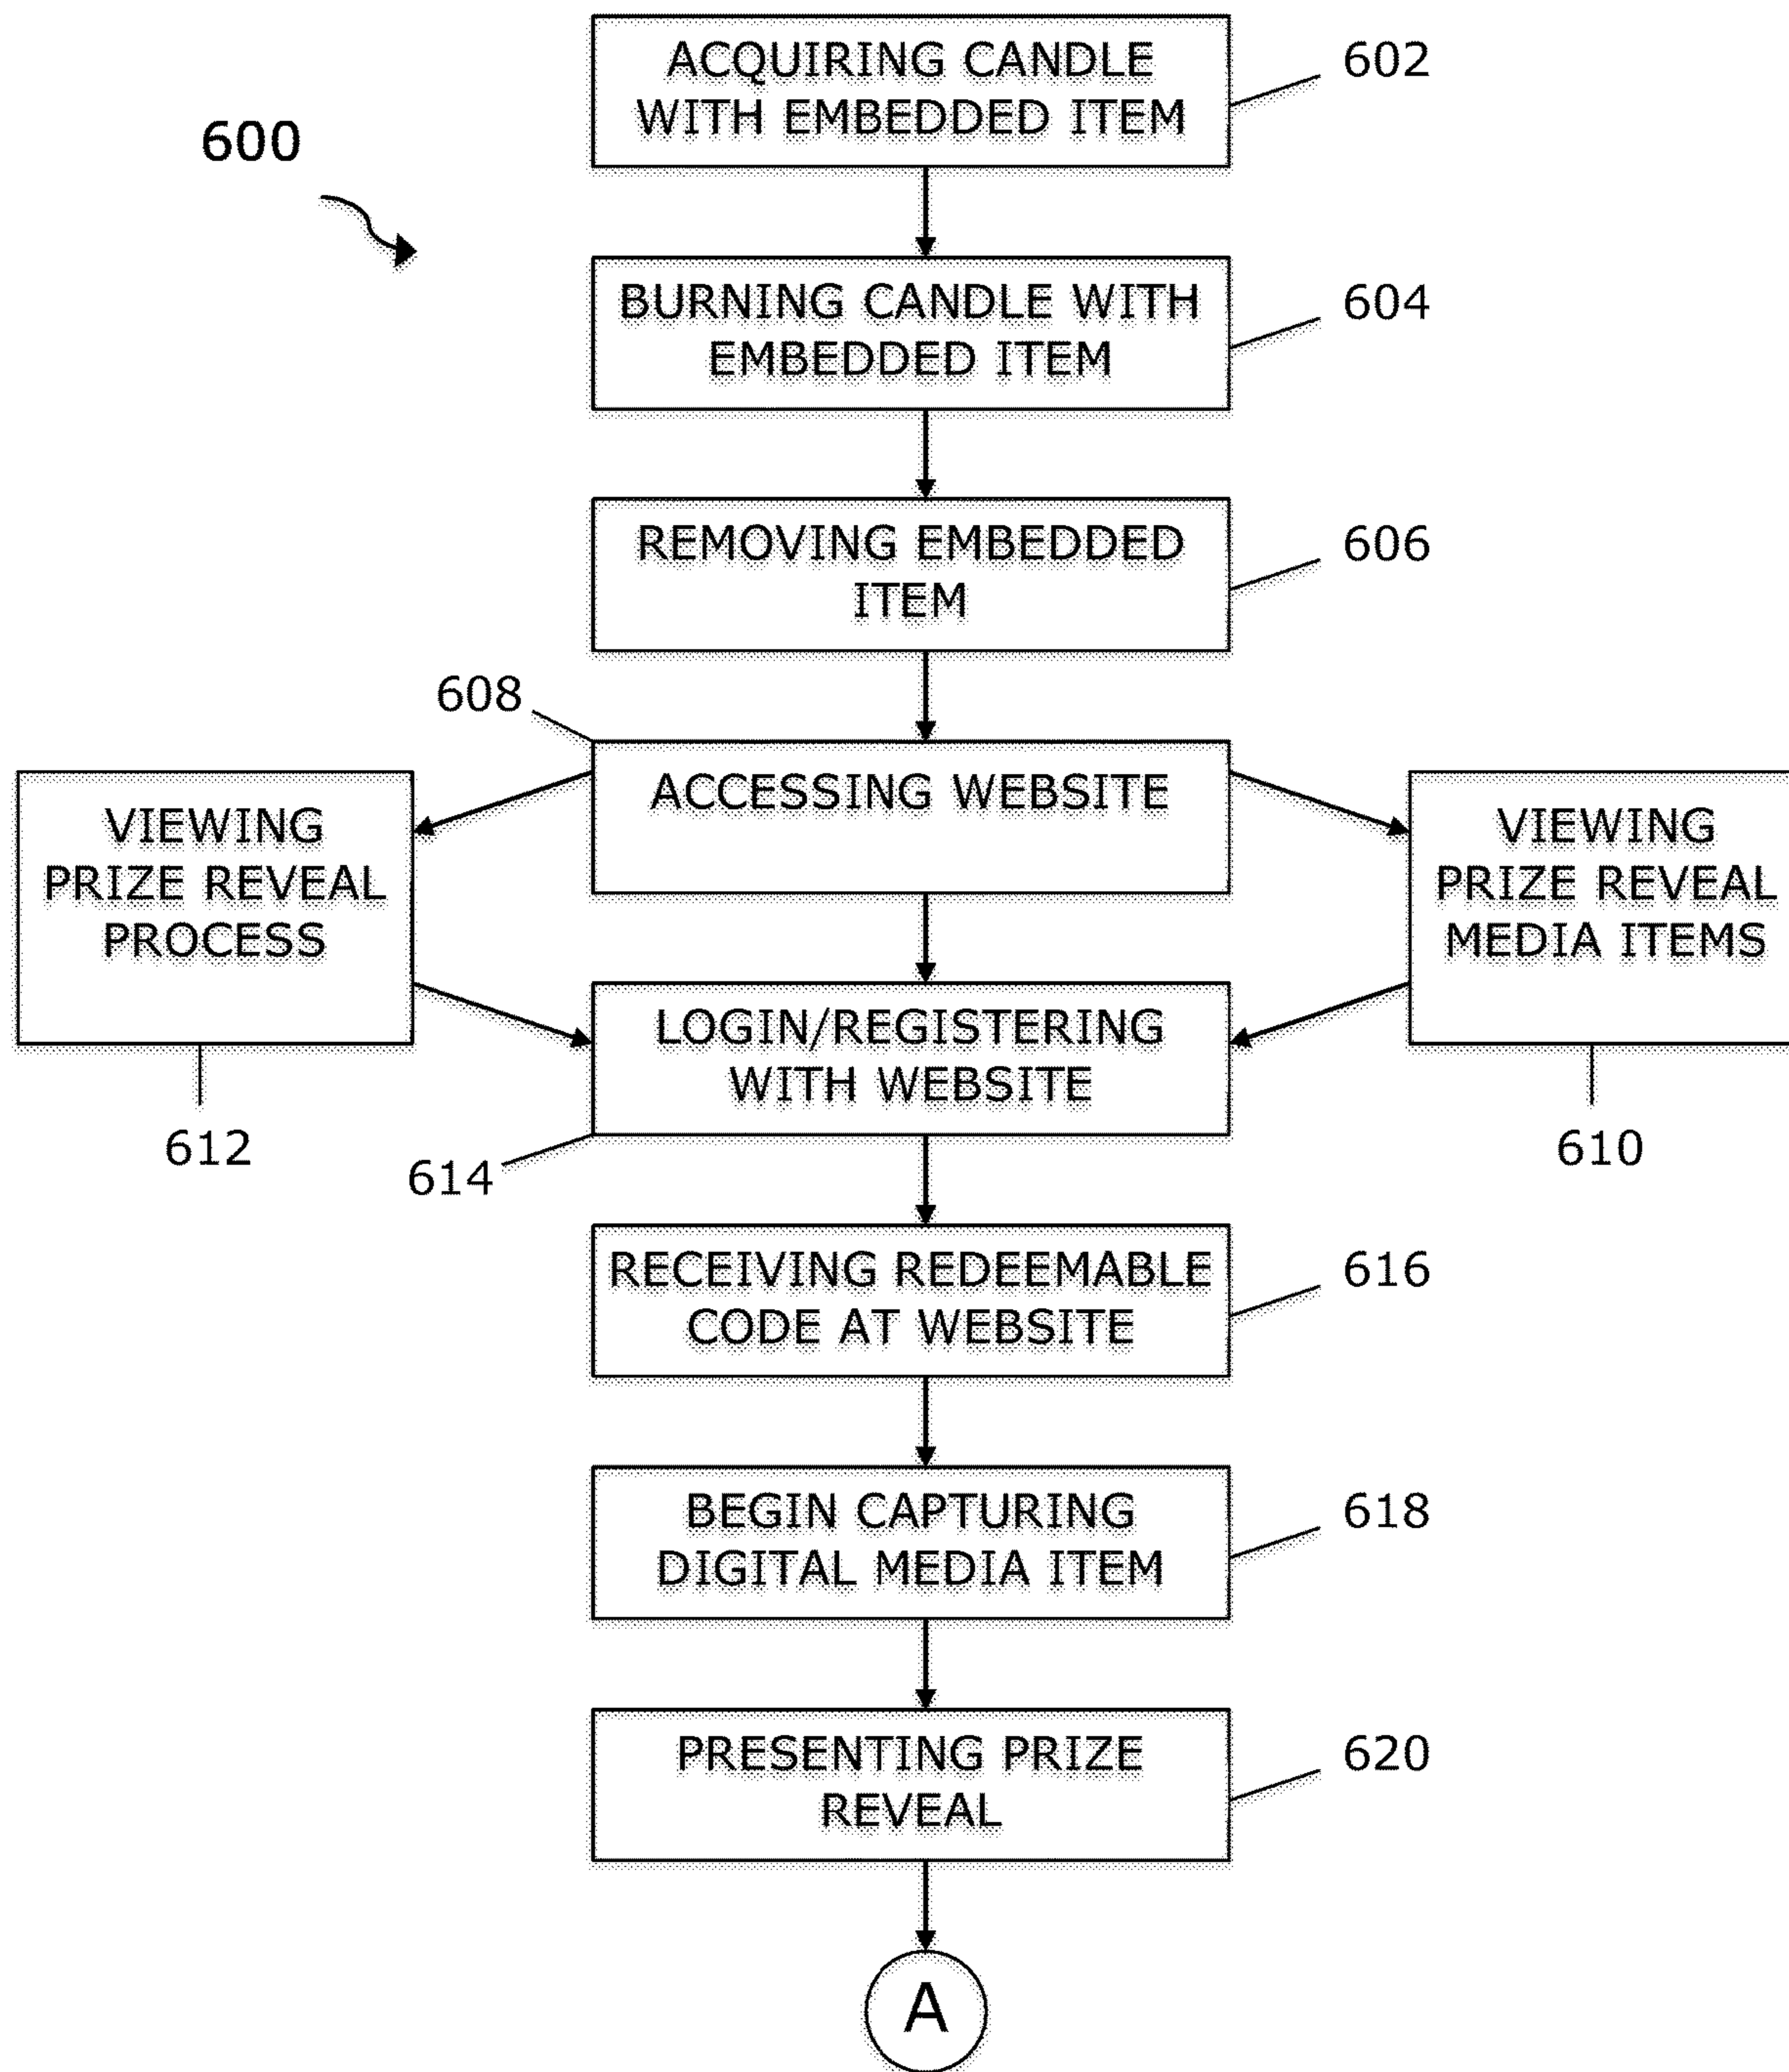 600
ACQUIRING CANDLE
WITH EMBEDDED ITEM
602
BURNING CANDLE WITH
EMBEDDED ITEM
604
REMOVING EMBEDDED
ITEM
606
608
ACCESSING WEBSITE
VIEWING
PRIZE REVEAL
PROCESS
612
VIEWING
PRIZE REVEAL
MEDIA ITEMS
610
LOGIN/REGISTERING
WITH WEBSITE
614
RECEIVING REDEEMABLE
CODE AT WEBSITE
616
BEGIN CAPTURING
DIGITAL MEDIA ITEM
618
PRESENTING PRIZE
REVEAL
620
A